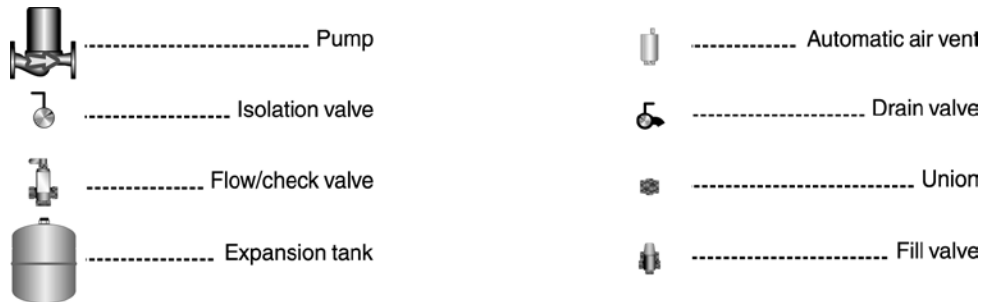 Pump
Isolation valve
Flow/check valve
Expansion tank
Automatic air vent
Drain valve
Union
Fill valve